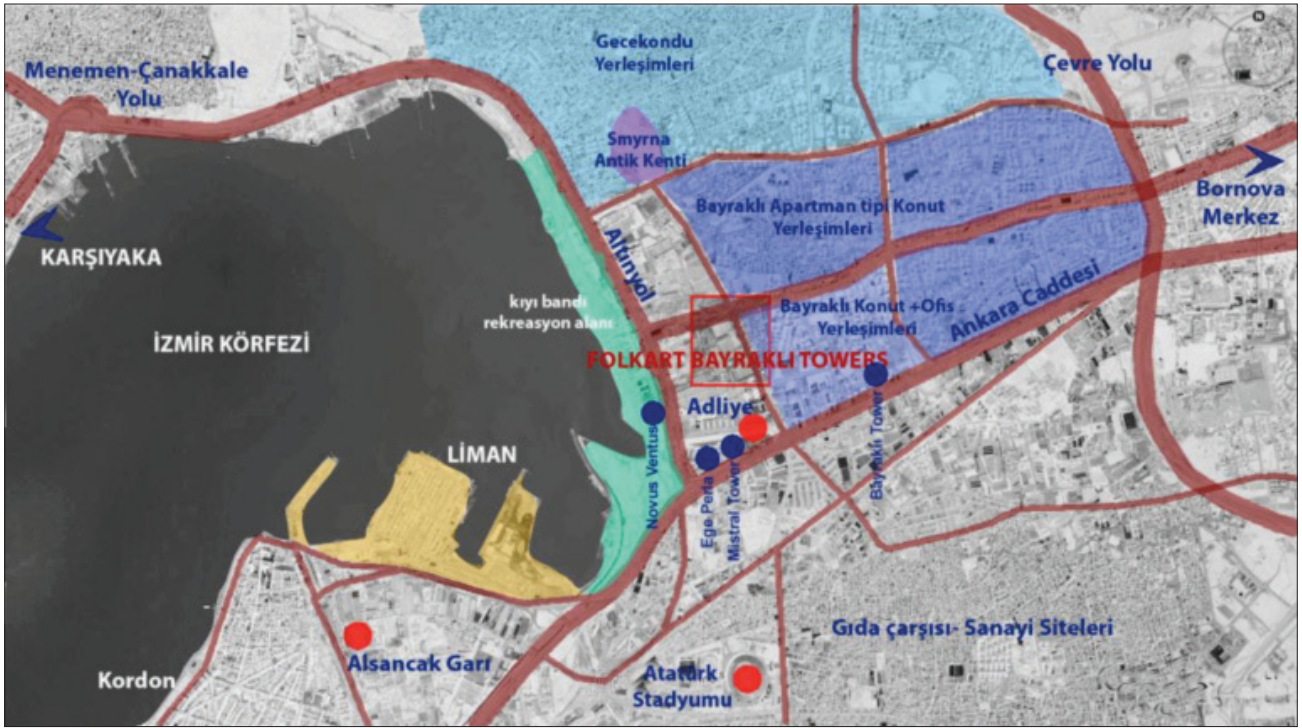 N
Gecekondu
Yerleşimleri
Menemen-Çanakkale
Yolu
Çevre Yolu
Smyrna
Antik Kenti
Bornova
Merkez
Bayraklı Apartman tipi Konut
Yerleşimleri
KARŞIYAKA
Altınyol
kıyı bandı
rekreasyon alanı
Bayraklı Konut +Ofis
Yerleşimleri
Ankara Caddesi
İZMİR KÖRFEZİ
FOLKART BAYRAKLI TOWERS
Adliye
LİMAN
Novus Ventus
Ege Perla
Mistral Tower
Bayraklı Tower
Gıda çarşısı- Sanayi Siteleri
Alsancak Garı
Kordon
Atatürk
Stadyumu